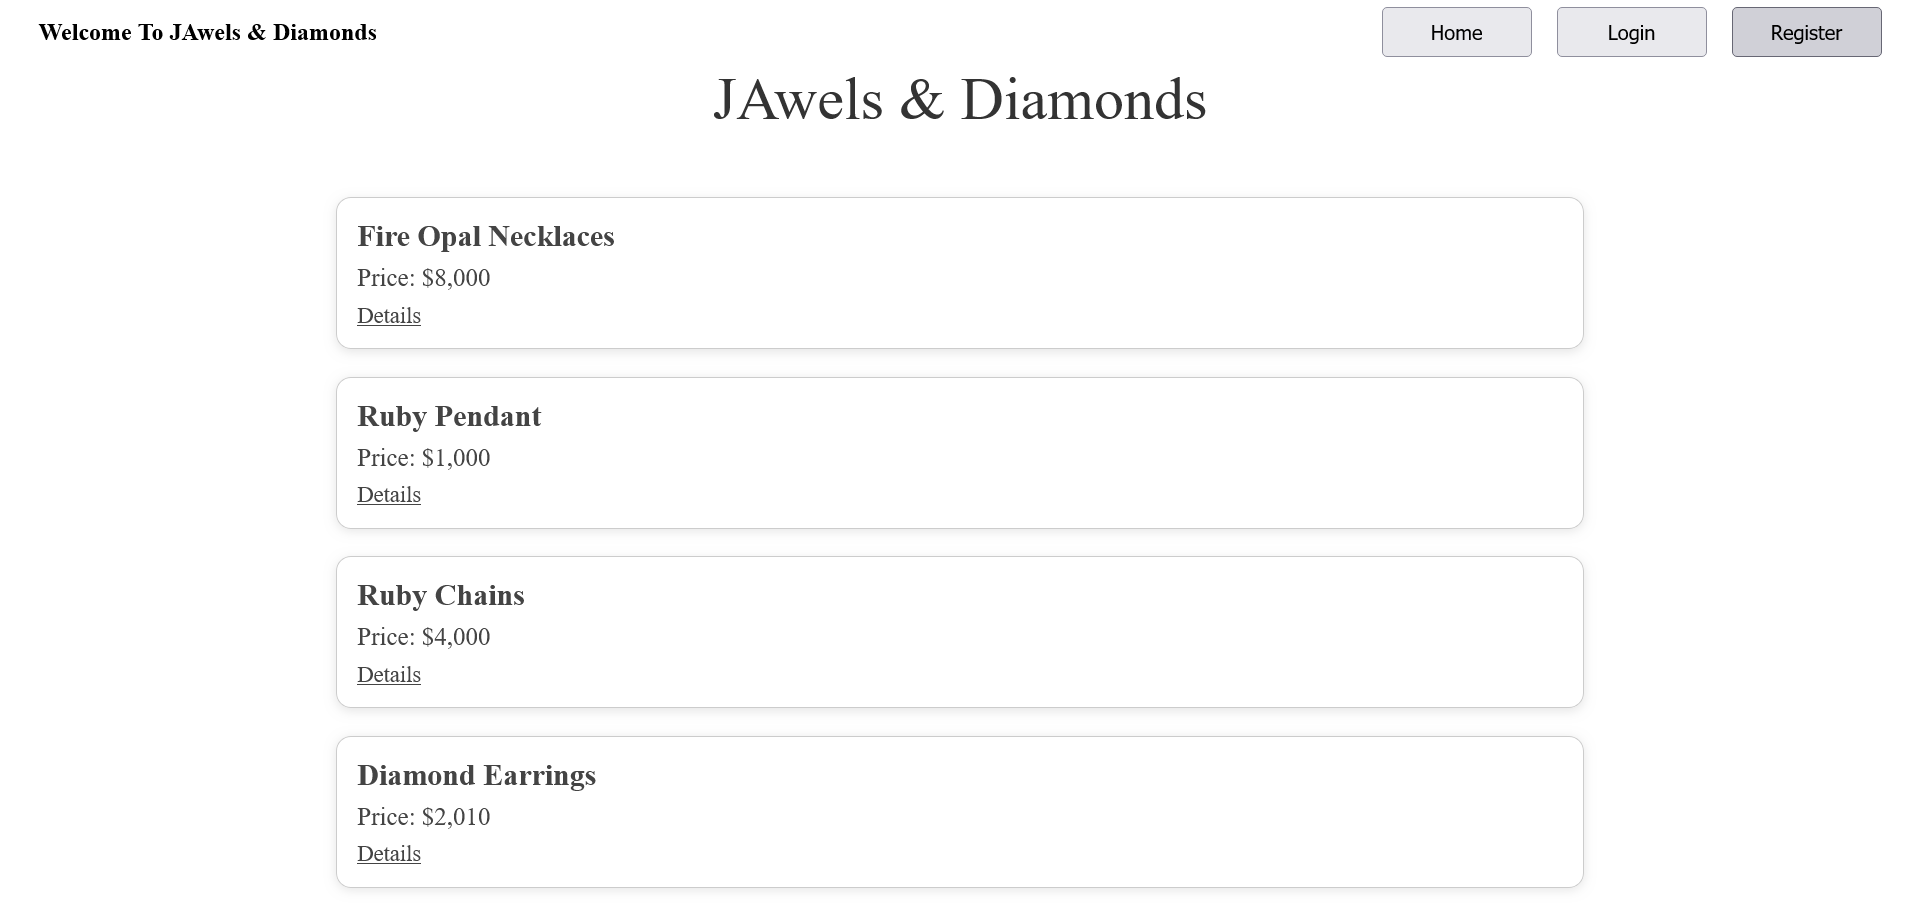 Welcome To JAwels & Diamonds
Home
Login
Register
JAwels & Diamonds
Fire Opal Necklaces
Price: $8,000
Details
Ruby Pendant
Price: $1,000
Details
Ruby Chains
Price: $4,000
Details
Diamond Earrings
Price: $2,010
Details